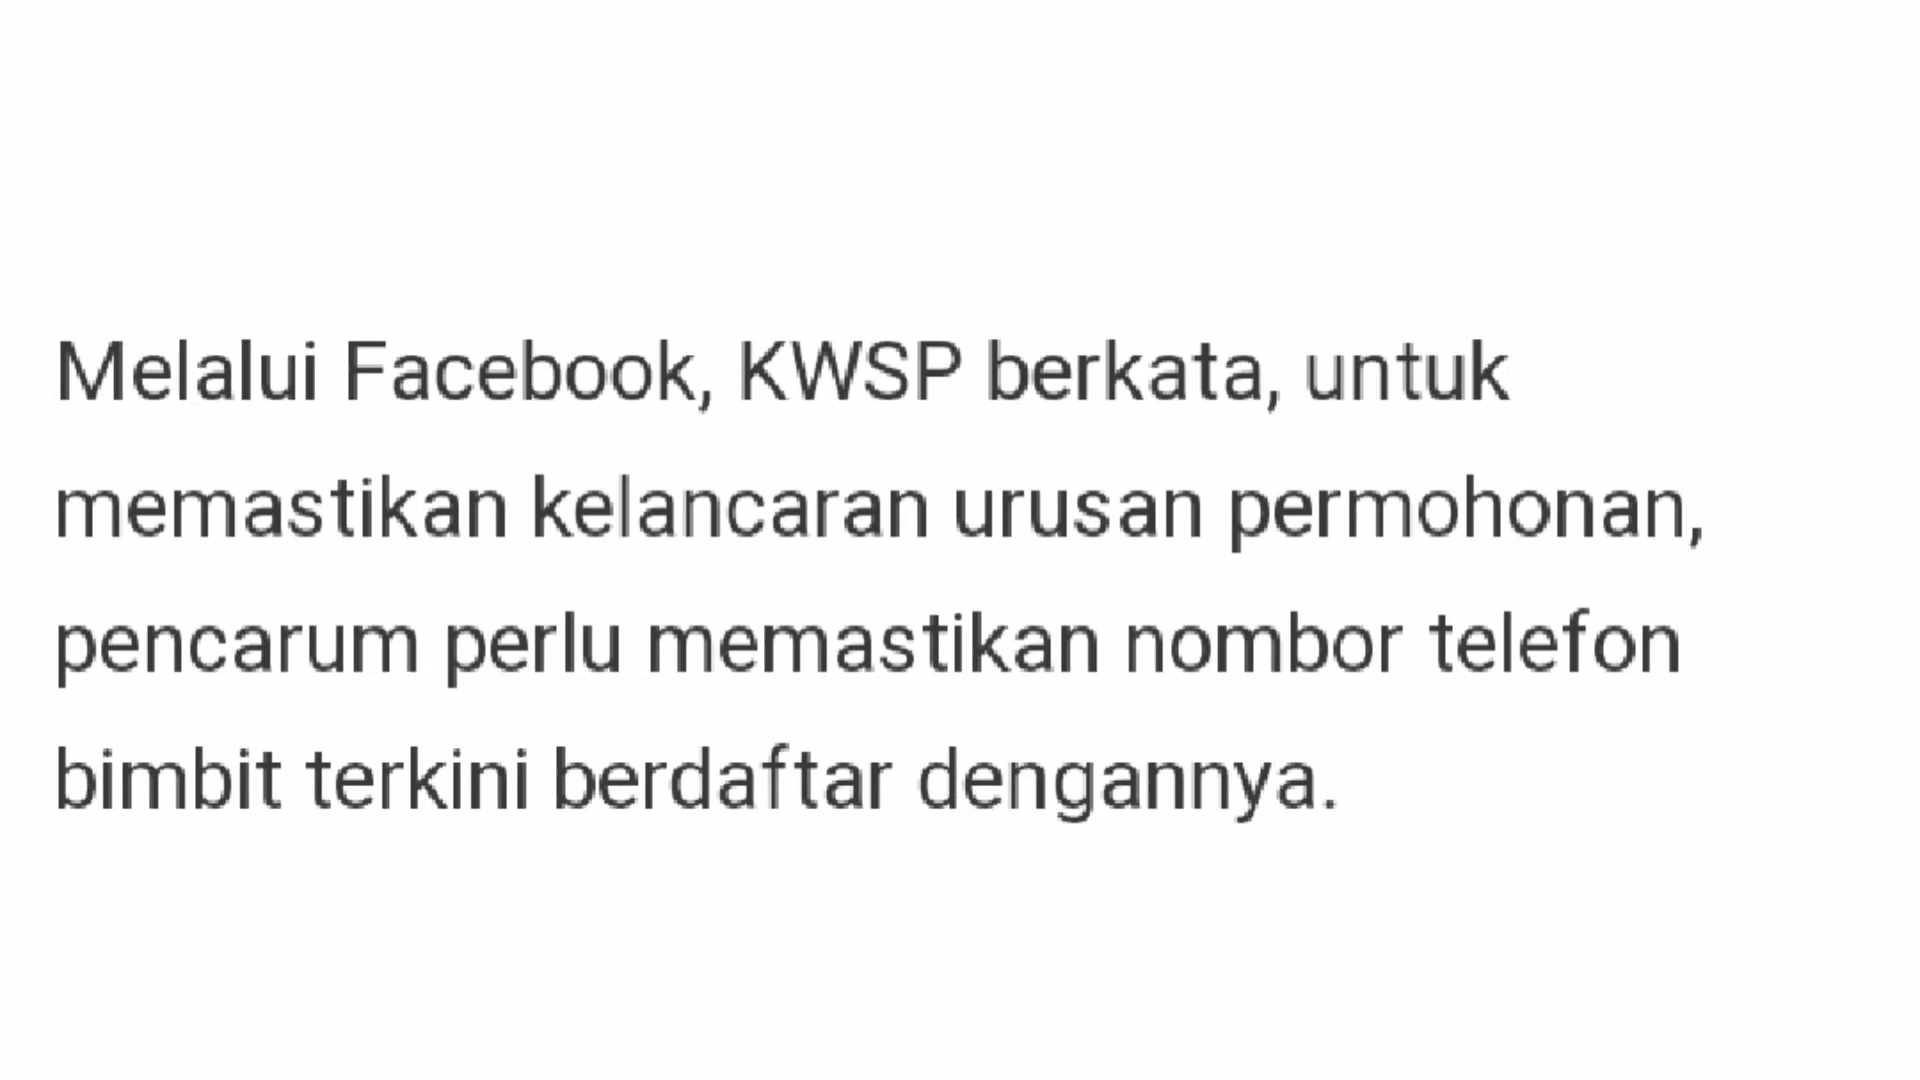 Melalui Facebook, KWSP berkata, untuk
memastikan kelancaran urusan permohonan,
pencarum perlu memastikan nombor telefon
bimbit terkini berdaftar dengannya.